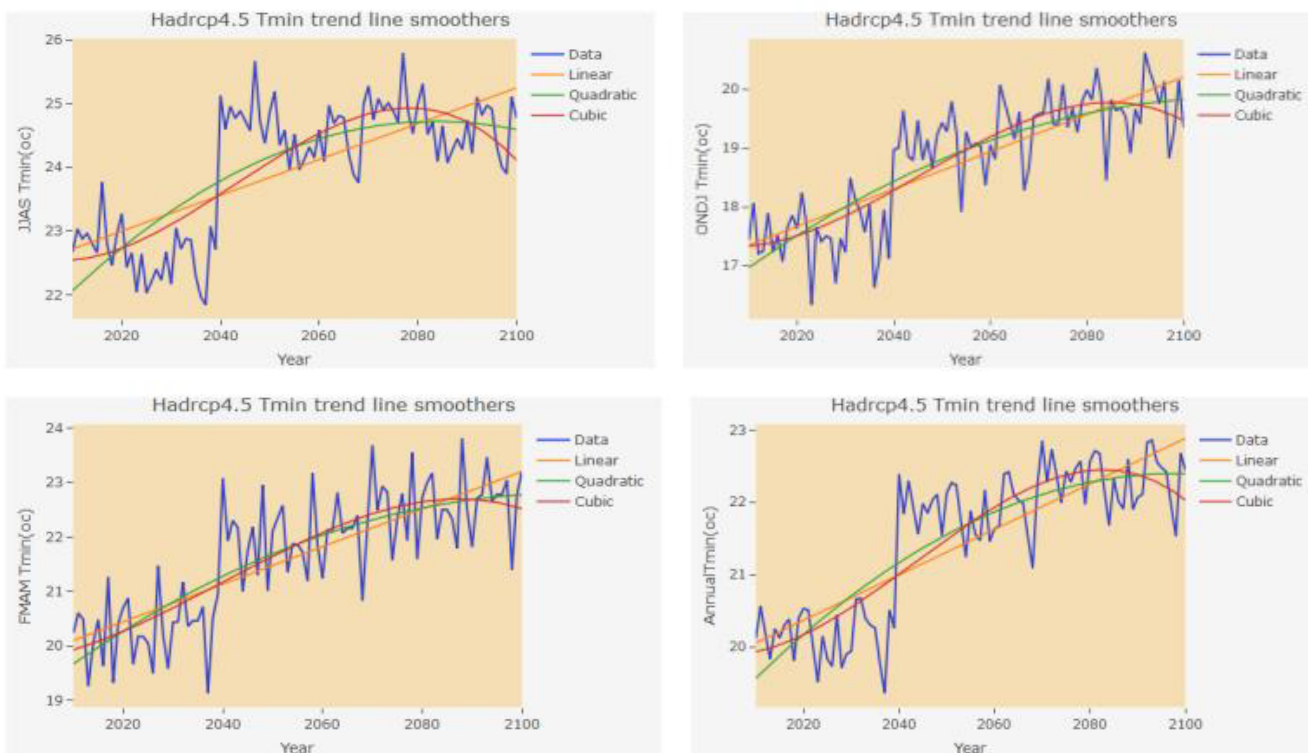 Hadrcp4.5 Tmin trend line smoothers
26
25
24
23
22
JJAS Tmin(oc)
2020
2040
2060
2080
2100
Year
Data
Linear
Quadratic
Cubic
Hadrcp4.5 Tmin trend line smoothers
20
19
18
17
ONDJ Tmin(oc)
2020
2040
2060
2080
2100
Year
Data
Linear
Quadratic
Cubic
Hadrcp4.5 Tmin trend line smoothers
24
23
22
21
20
19
FMAM Tmin(oc)
2020
2040
2060
2080
2100
Year
Data
Linear
Quadratic
Cubic
Hadrcp4.5 Tmin trend line smoothers
23
22
21
20
AnnualTmin(oc)
2020
2040
2060
2080
2100
Year
Data
Linear
Quadratic
Cubic